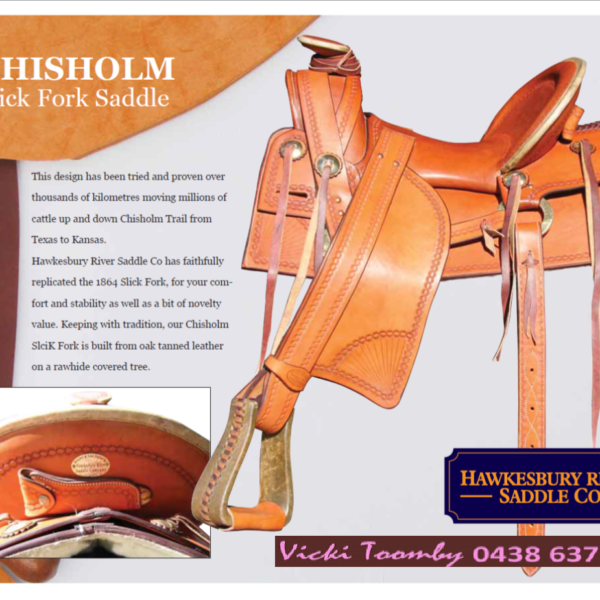 HISHOLM
ick Fork Saddle
This design has been tried and proven over
thousands of kilometres moving millions of
cattle up and down Chisholm Trail from
Texas to Kansas.
Hawkesbury River Saddle Co has faithfully
replicated the 1864 Slick Fork, for your com-
fort and stability as well as a bit of novelty
value. Keeping with tradition, our Chisholm
SlciK Fork is built from oak tanned leather
on a rawhide covered tree.
HAWKESBURY RI
SADDLE CO
Vicki Toomby 0438 637